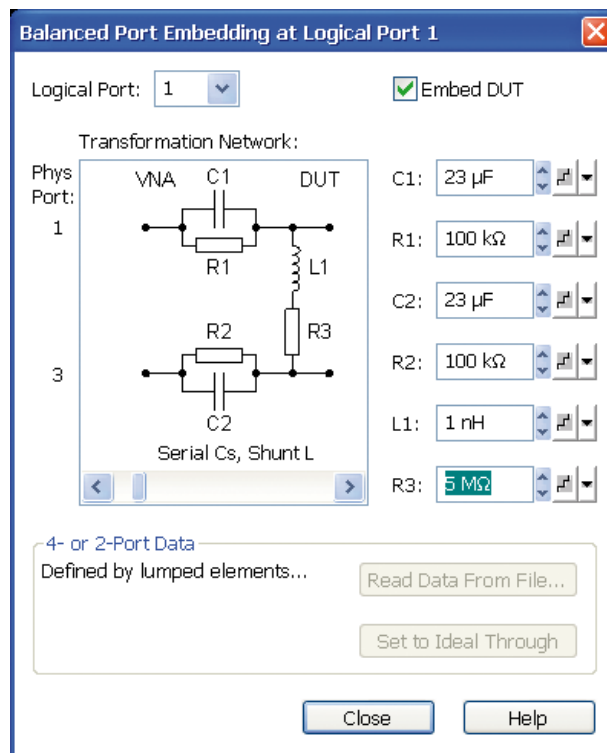 Balanced Port Embedding at Logical Port 1
Logical Port: 1
Embed DUT
Transformation Network:
Phys Port:
VNA C1 DUT
1
R1
L1
R2
R3
3
C2
Serial Cs, Shunt L
C1: 23 µF
R1: 100 kΩ
C2: 23 µF
R2: 100 kΩ
L1: 1 nH
R3: 5 MΩ
4- or 2-Port Data
Defined by lumped elements...
Read Data From File...
Set to Ideal Through
Close
Help